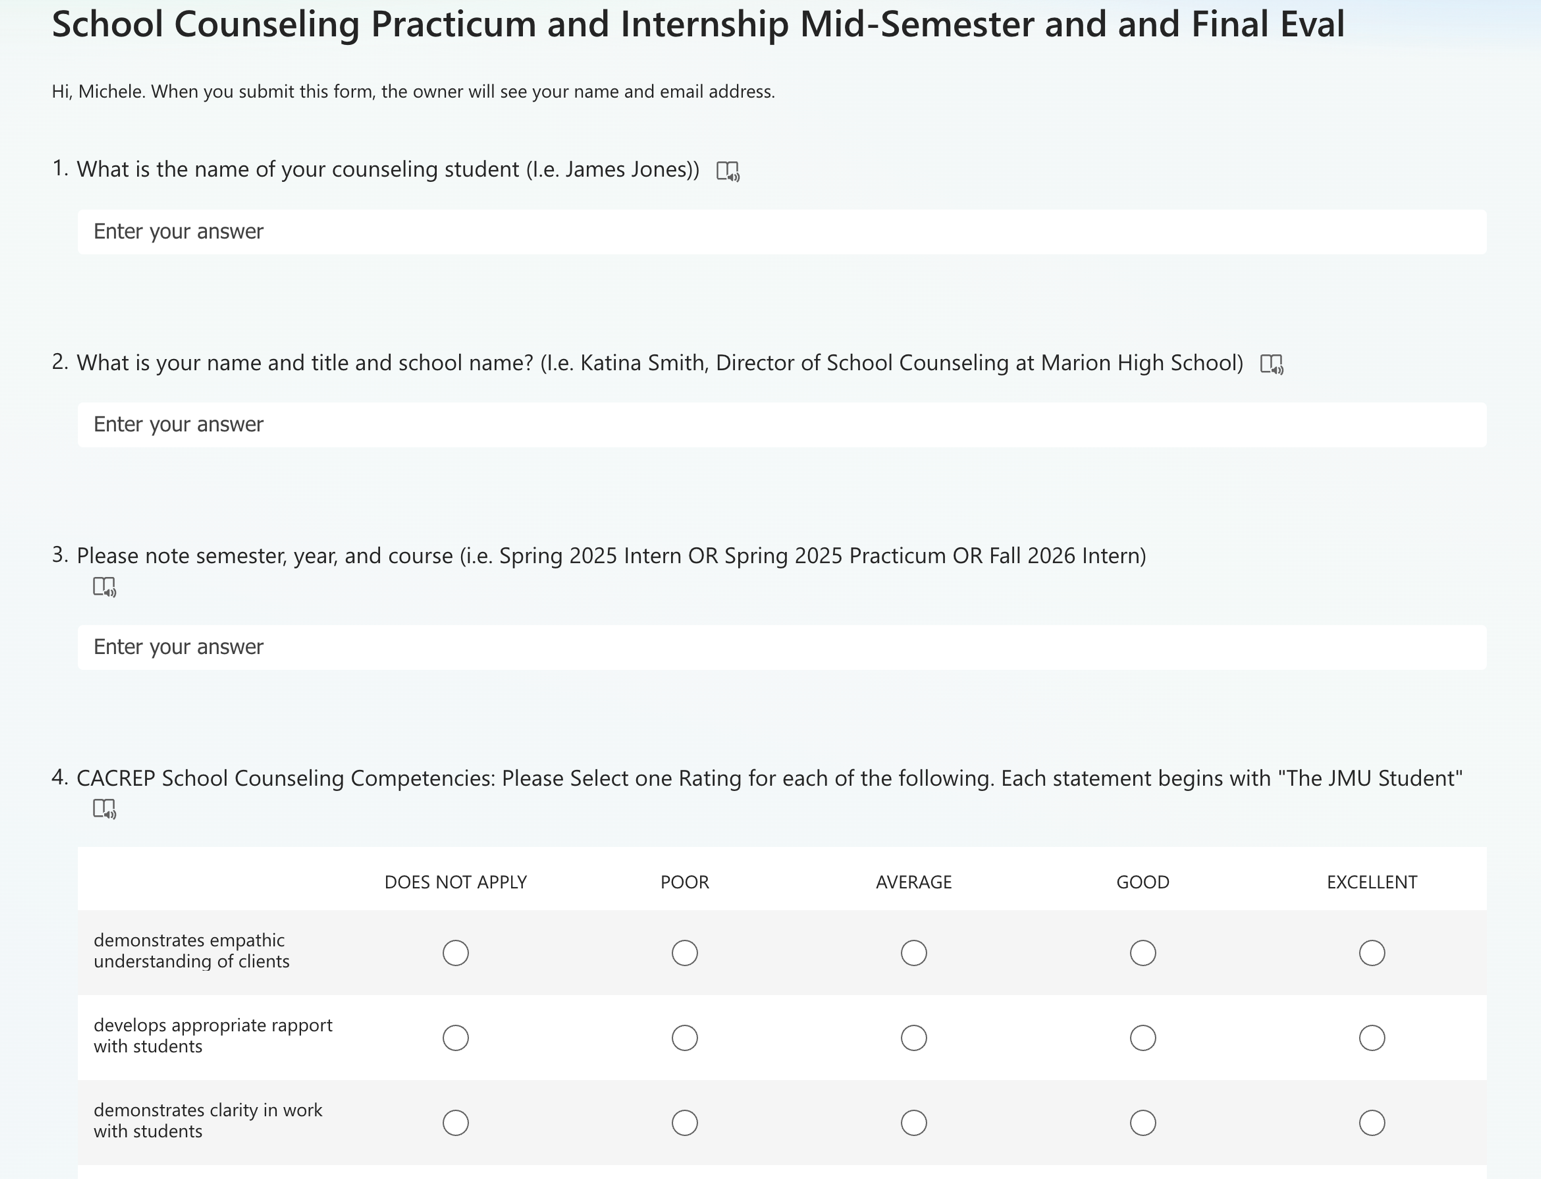 School Counseling Practicum and Internship Mid-Semester and and Final Eval
Hi, Michele. When you submit this form, the owner will see your name and email address.
1. What is the name of your counseling student (I.e. James Jones))
Enter your answer
2. What is your name and title and school name? (I.e. Katina Smith, Director of School Counseling at Marion High School)
Enter your answer
3. Please note semester, year, and course (i.e. Spring 2025 Intern OR Spring 2025 Practicum OR Fall 2026 Intern)
Enter your answer
4. CACREP School Counseling Competencies: Please Select one Rating for each of the following. Each statement begins with "The JMU Student"
DOES NOT APPLY POOR AVERAGE GOOD EXCELLENT
demonstrates empathic
understanding of clients
develops appropriate rapport
with students
demonstrates clarity in work
with students